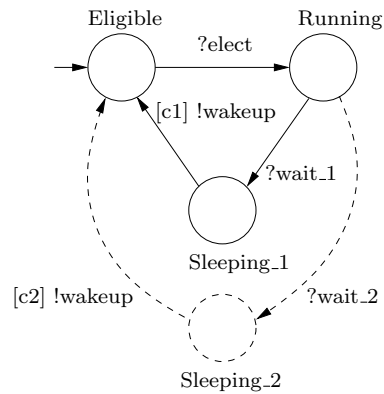 Eligible
Running
?elect
[c1] !wakeup
?wait_1
Sleeping_1
[c2] !wakeup
?wait_2
Sleeping_2